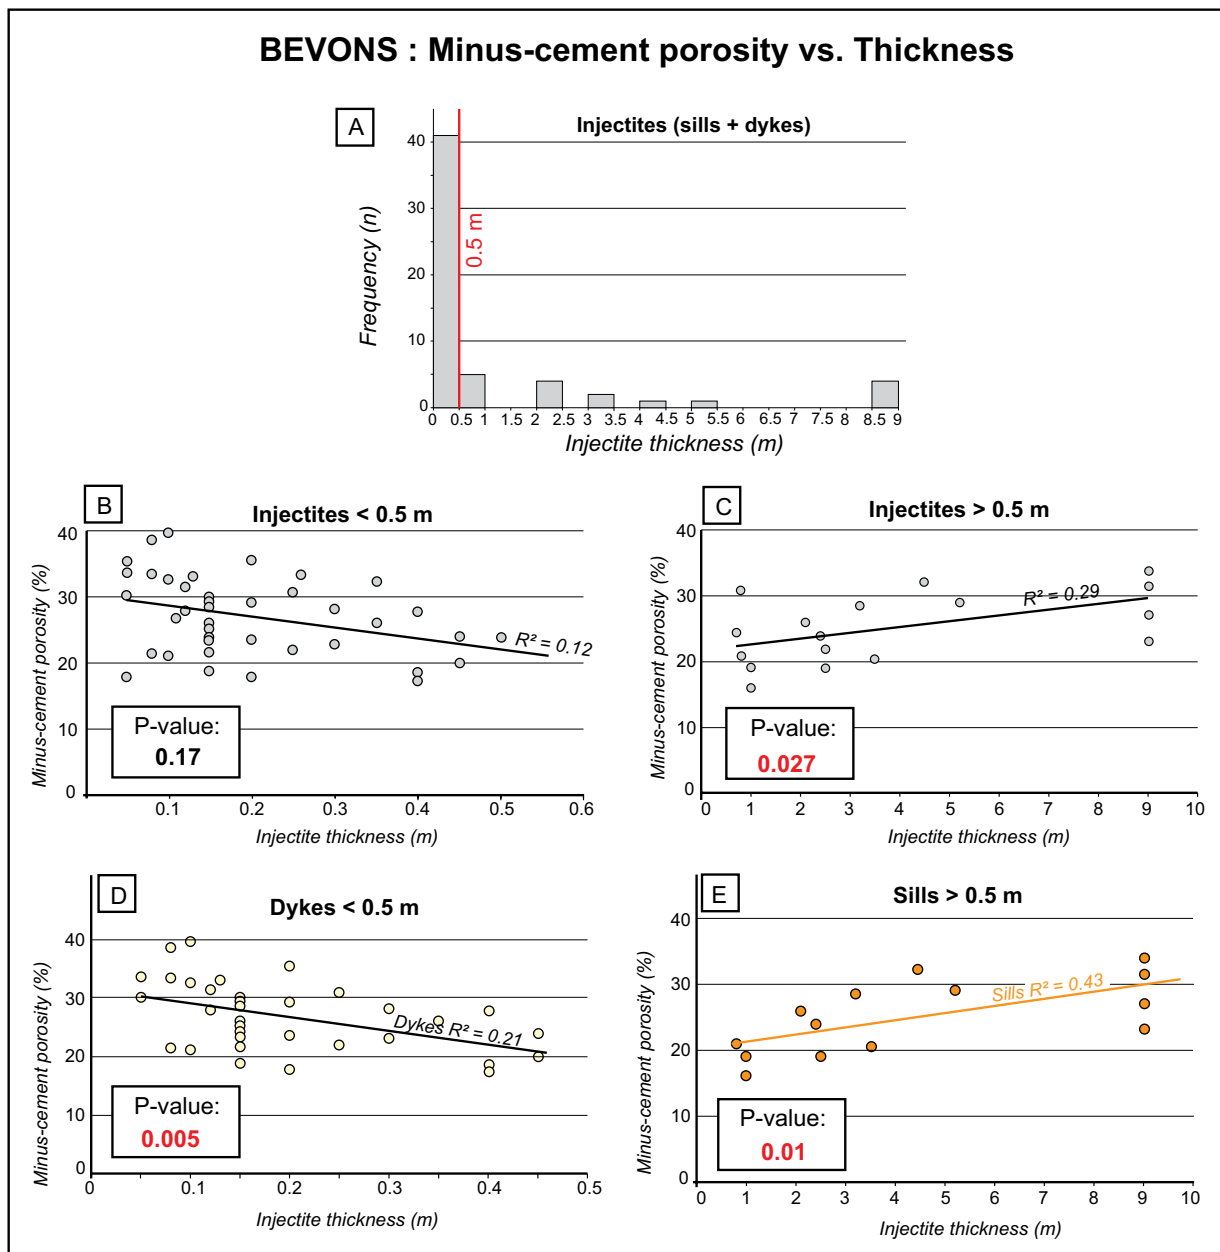 BEVONS : Minus-cement porosity vs. Thickness
A
Injectites (sills + dykes)
Frequency (n)
40
30
20
10
0
0.5 m
0 0.5 1 1.5 2 2.5 3 3.5 4 4.5 5 5.5 6 6.5 7 7.5 8 8.5 9
Injectite thickness (m)
B
Injectites < 0.5 m
Minus-cement porosity (%)
40
30
20
10
0
R² = 0.12
P-value:
0.17
0.1 0.2 0.3 0.4 0.5 0.6
Injectite thickness (m)
C
Injectites > 0.5 m
Minus-cement porosity (%)
40
30
20
10
0
R² = 0.29
P-value:
0.027
0 1 2 3 4 5 6 7 8 9 10
Injectite thickness (m)
D
Dykes < 0.5 m
Minus-cement porosity (%)
40
30
20
10
0
Dykes R² = 0.21
P-value:
0.005
0 0.1 0.2 0.3 0.4 0.5
Injectite thickness (m)
E
Sills > 0.5 m
Minus-cement porosity (%)
40
30
20
10
0
Sills R² = 0.43
P-value:
0.01
0 1 2 3 4 5 6 7 8 9 10
Injectite thickness (m)